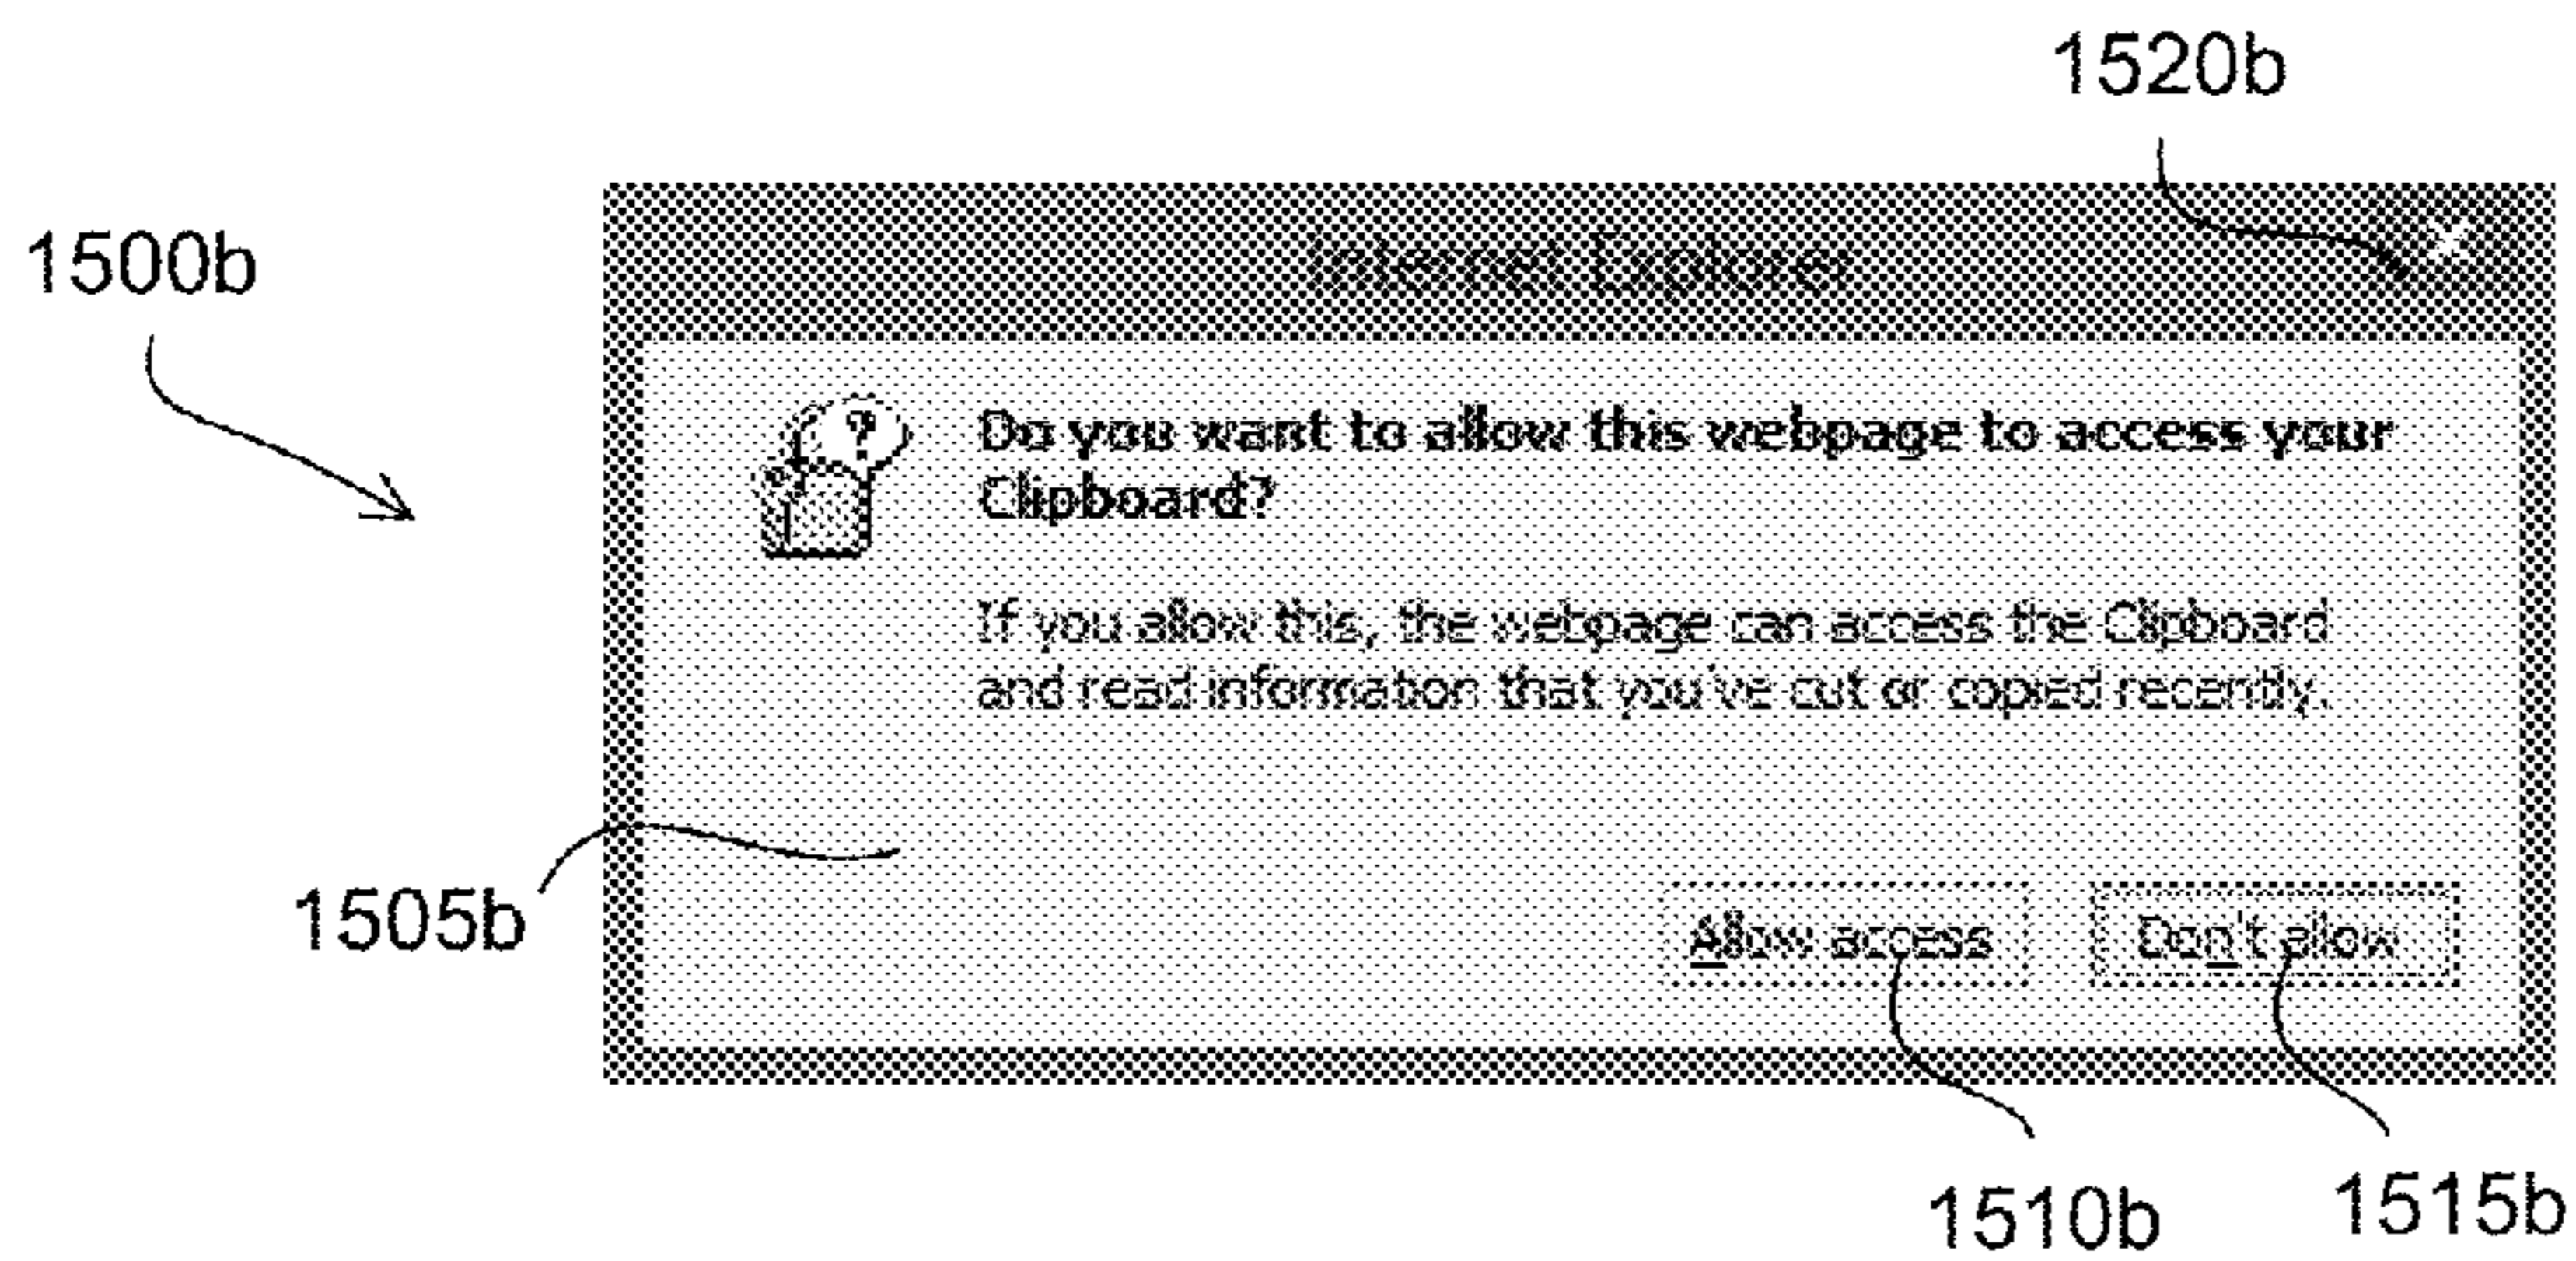 1520b
1500b
Internet Explorer
?
Do you want to allow this webpage to access your
Clipboard?
If you allow this, the webpage can access the Clipboard
and read information that you've cut or copied recently.
1505b
Allow access
Don't allow
1510b
1515b